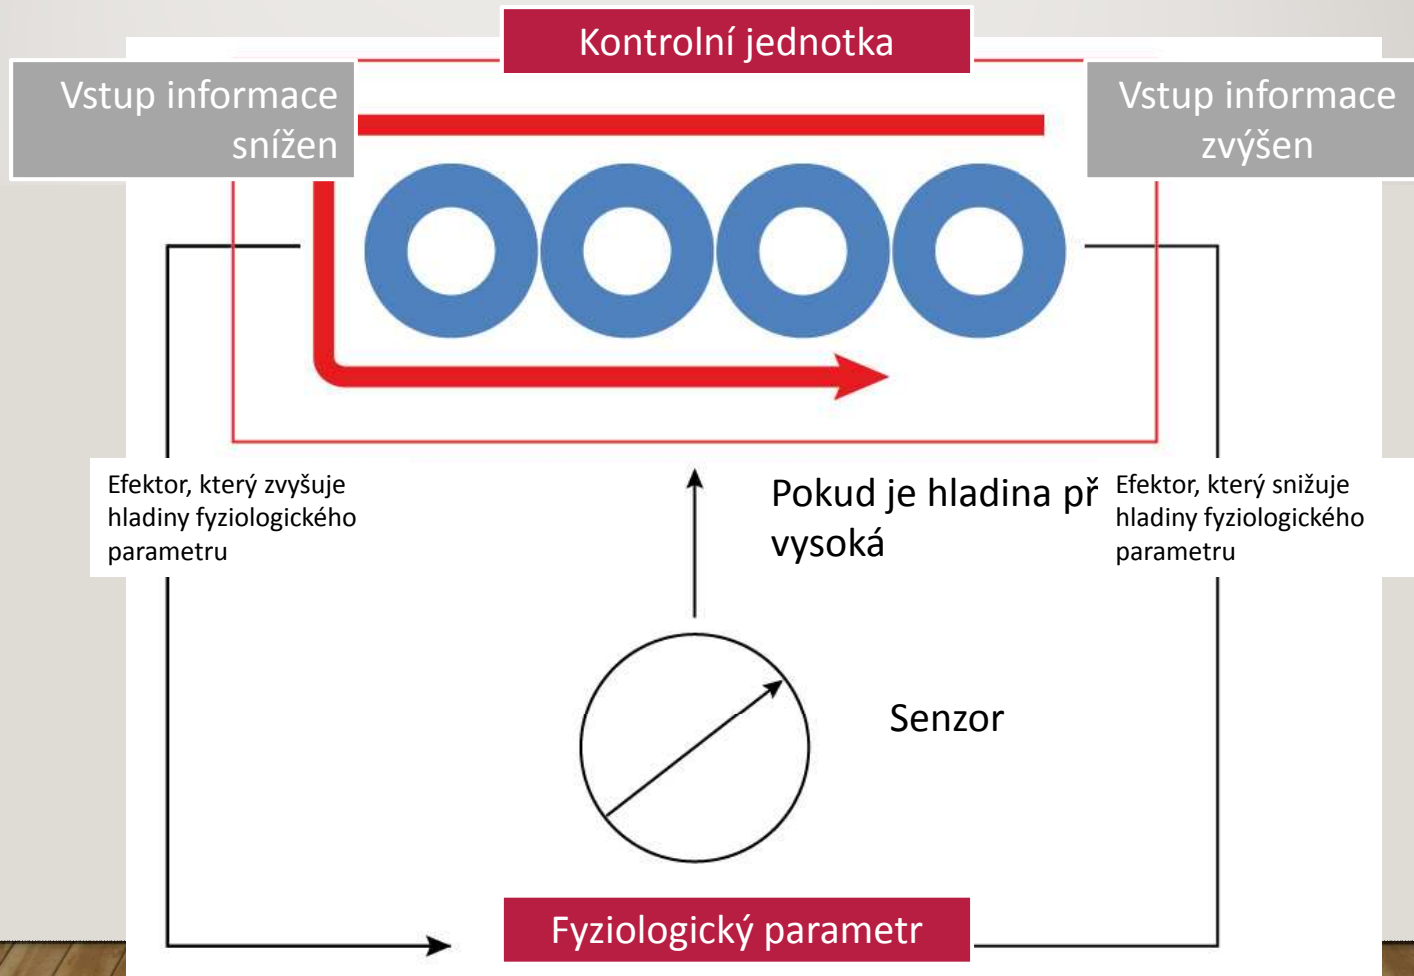 Kontrolní jednotka
Vstup informace
snížen
Vstup informace
zvýšen
Efektor, který zvyšuje
hladiny fyziologického
parametru
Pokud je hladina př
vysoká
Efektor, který snižuje
hladiny fyziologického
parametru
Senzor
Fyziologický parametr